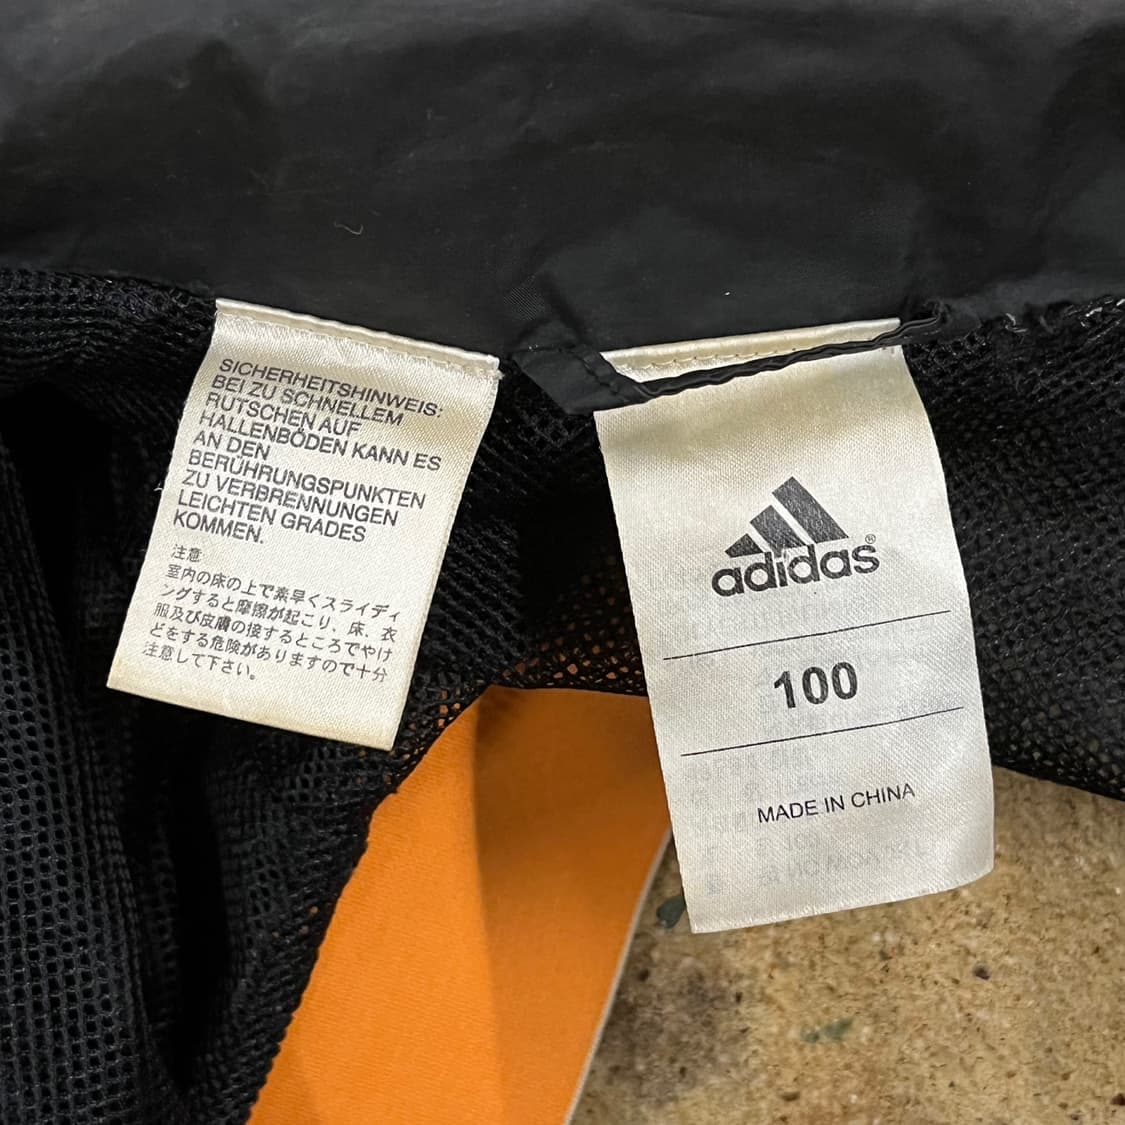 SICHERHEITSHINWEIS:
BEI ZU SCHNELLEM
RUTSCHEN AUF
HALLENBÖDEN KANN ES
AN DEN
BERÜHRUNGSPUNKTEN
ZU VERBRENNUNGEN
LEICHTEN GRADES
KOMMEN.
注意
室内の床の上で素早くスライディ
ングすると摩擦が起こり、床、衣
服及び皮膚の接するところでやけ
どをする危険がありますので十分
注意して下さい。
adidas®
100
MADE IN CHINA